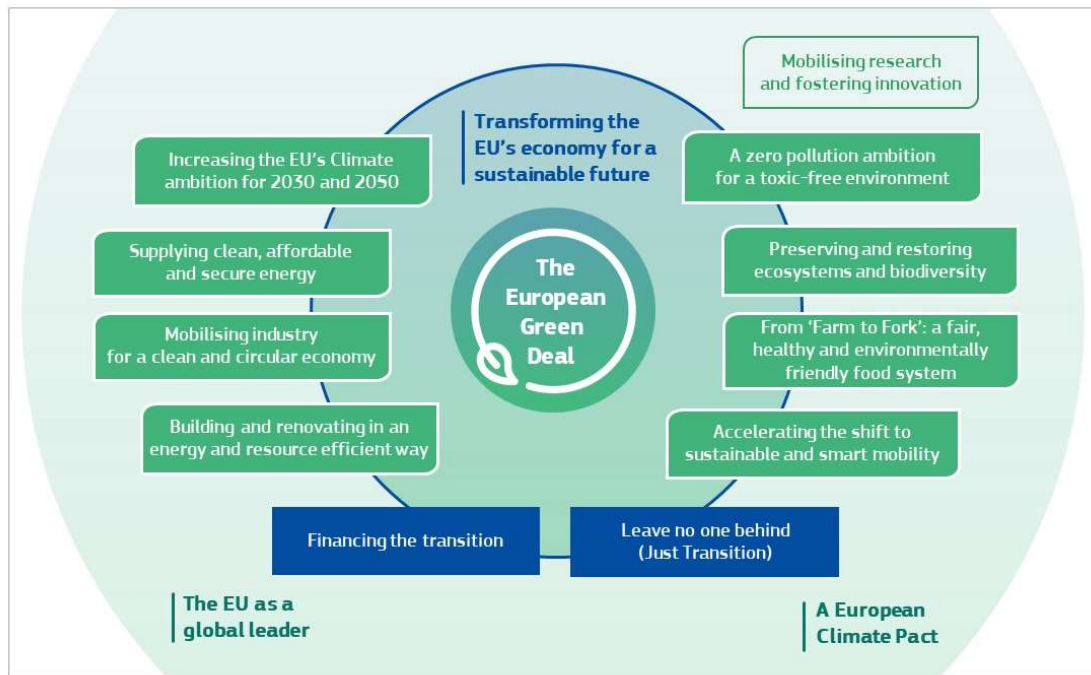 Mobilising research
and fostering innovation
Transforming the
EU's economy for a
sustainable future
Increasing the EU's Climate
ambition for 2030 and 2050
A zero pollution ambition
for a toxic-free environment
Supplying clean, affordable
and secure energy
Preserving and restoring
ecosystems and biodiversity
The
European
Green
Deal
Mobilising industry
for a clean and circular economy
From ‘Farm to Fork’: a fair,
healthy and environmentally
friendly food system
Building and renovating in an
energy and resource efficient way
Accelerating the shift to
sustainable and smart mobility
Financing the transition
Leave no one behind
(Just Transition)
The EU as a
global leader
A European
Climate Pact